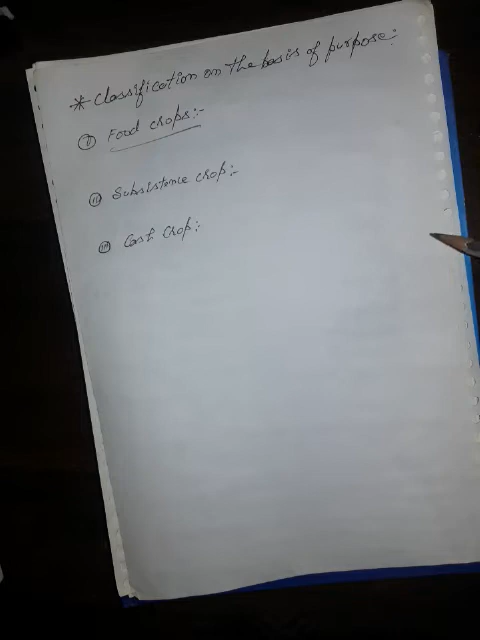 * Classification on the basis of purpose:
(i) Food crops:-
(ii) Subsistence crop:-
(iii) Cash crop: